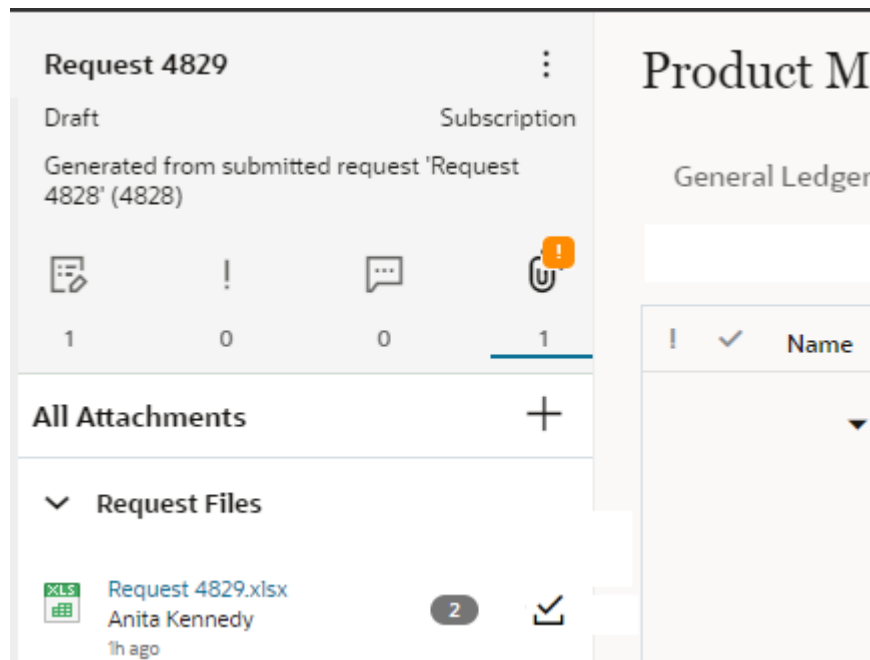 Request 4829
Product M
Draft
Subscription
Generated from submitted request 'Request
4828' (4828)
General Ledger
!
1
0
0
1
! Name
All Attachments
Request Files
XLS
Request 4829.xlsx
Anita Kennedy
2
1h ago